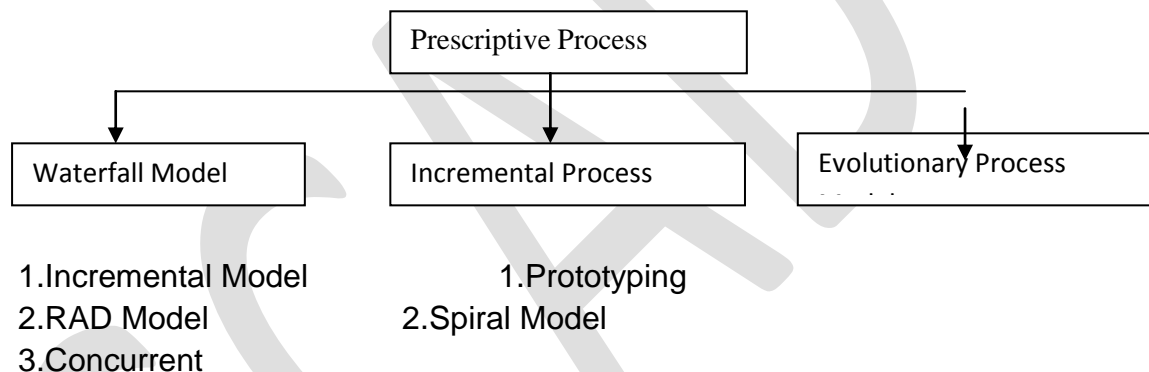 Prescriptive Process
Waterfall Model
Incremental Process
Evolutionary Process
1.Incremental Model 1.Prototyping
2.RAD Model 2.Spiral Model
3.Concurrent